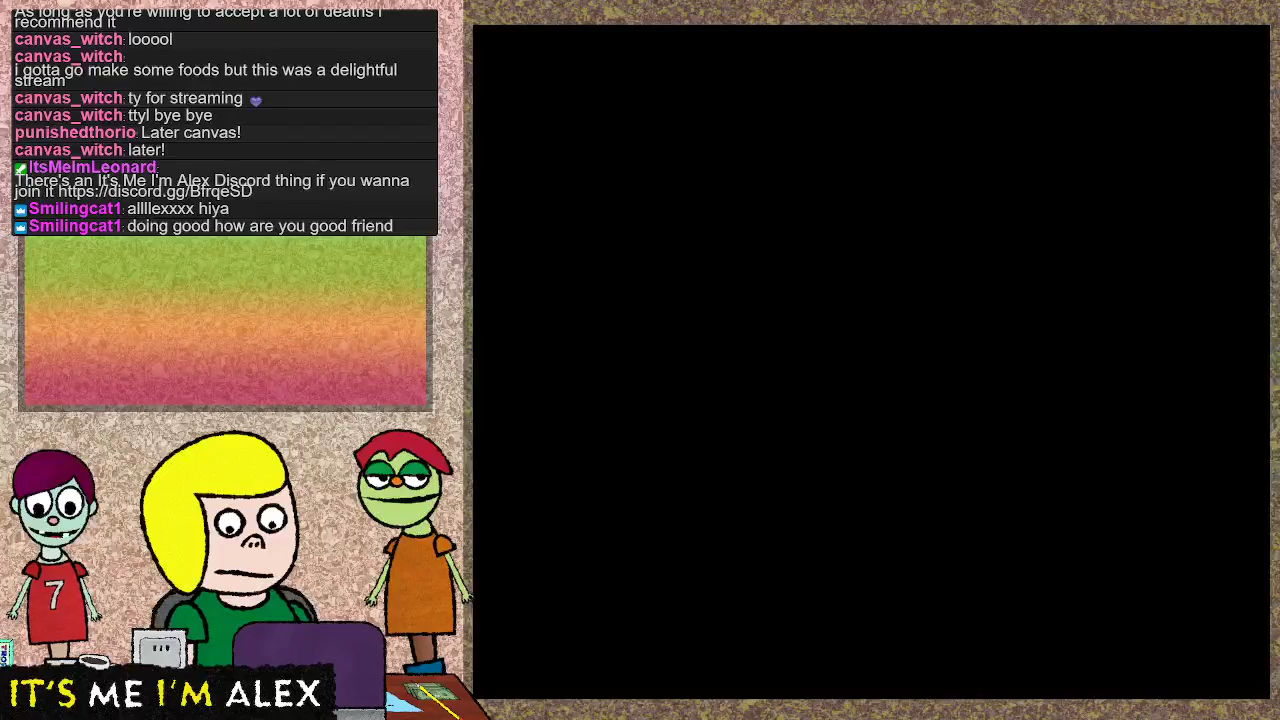 As long as you're willing to accept a lot of deaths I
recommend it
canvas_witch: looool
canvas_witch:
i gotta go make some foods but this was a delightful
stream
canvas_witch: ty for streaming
canvas_witch: ttyl bye bye
punishedthorio: Later canvas!
canvas_witch: later!
ItsMeImLeonard:
There's an It's Me I'm Alex Discord thing if you wanna
join it https://discord.gg/BfrqeSD
Smilingcat1: allllexxxx hiya
Smilingcat1: doing good how are you good friend
7
IT'S ME I'M ALEX